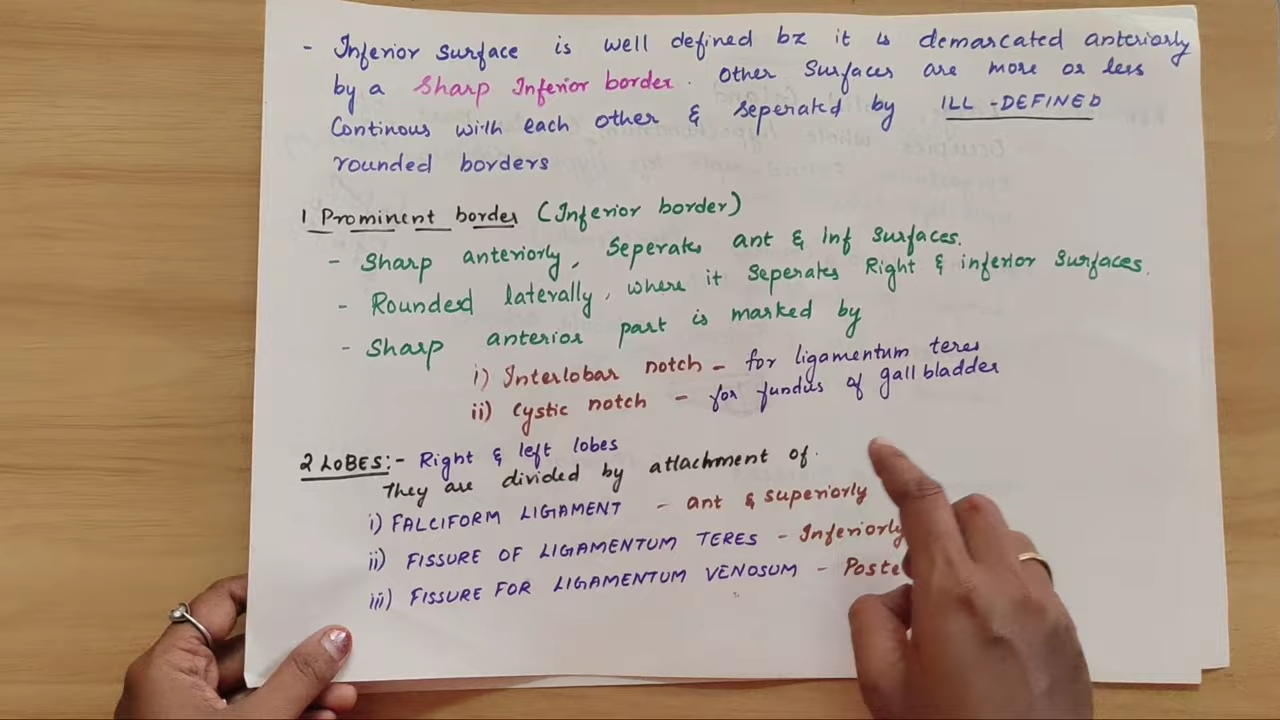 - Inferior surface is well defined bz it is demarcated anteriorly
by a Sharp Inferior border. Other Surfaces are more or less
Continous with each other & seperated by ILL-DEFINED
rounded borders
1 Prominent border (Inferior border)
- Sharp anteriorly, Seperates ant & Inf Surfaces.
- Rounded laterally, where it Seperates Right & inferior Surfaces.
- Sharp anterior part is marked by
i) Interlobar notch - for ligamentum teres
ii) Cystic notch - for fundus of gall bladder
2 LOBES:- Right & left lobes
They are divided by attachment of.
i) FALCIFORM LIGAMENT - ant & superiorly
ii) FISSURE OF LIGAMENTUM TERES - Inferiorly
iii) FISSURE FOR LIGAMENTUM VENOSUM - Poste